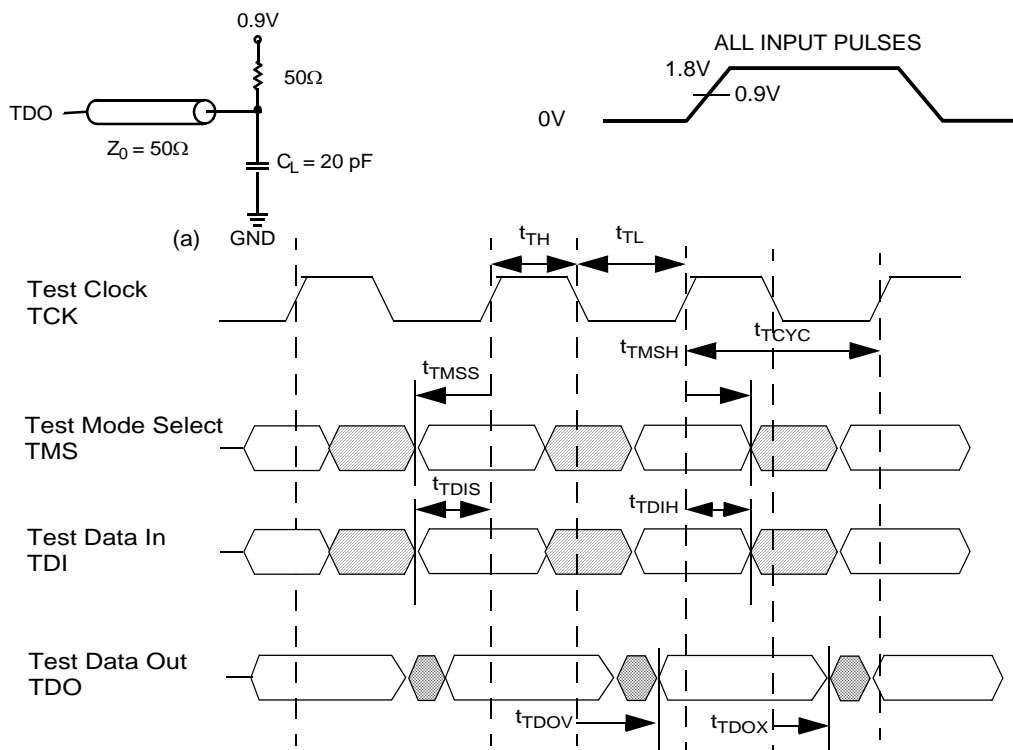 0.9V
50Ω
TDO
Z0 = 50Ω
CL = 20 pF
GND
(a)
ALL INPUT PULSES
1.8V
0.9V
0V
tTH
tTL
Test Clock
TCK
tTMSH
tTCYC
tTMSS
Test Mode Select
TMS
tTDIS
tTDIH
Test Data In
TDI
Test Data Out
TDO
tTDOV
tTDOX